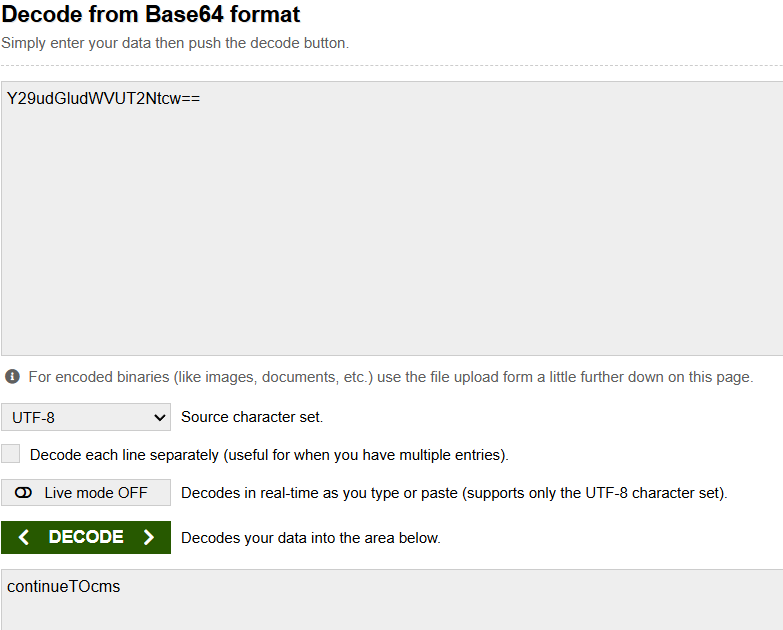 Decode from Base64 format
Simply enter your data then push the decode button.
Y29udGludWVUT2Ntcw==
For encoded binaries (like images, documents, etc.) use the file upload form a little further down on this page.
UTF-8 Source character set.
Decode each line separately (useful for when you have multiple entries).
Live mode OFF Decodes in real-time as you type or paste (supports only the UTF-8 character set).
< DECODE > Decodes your data into the area below.
continueTOcms